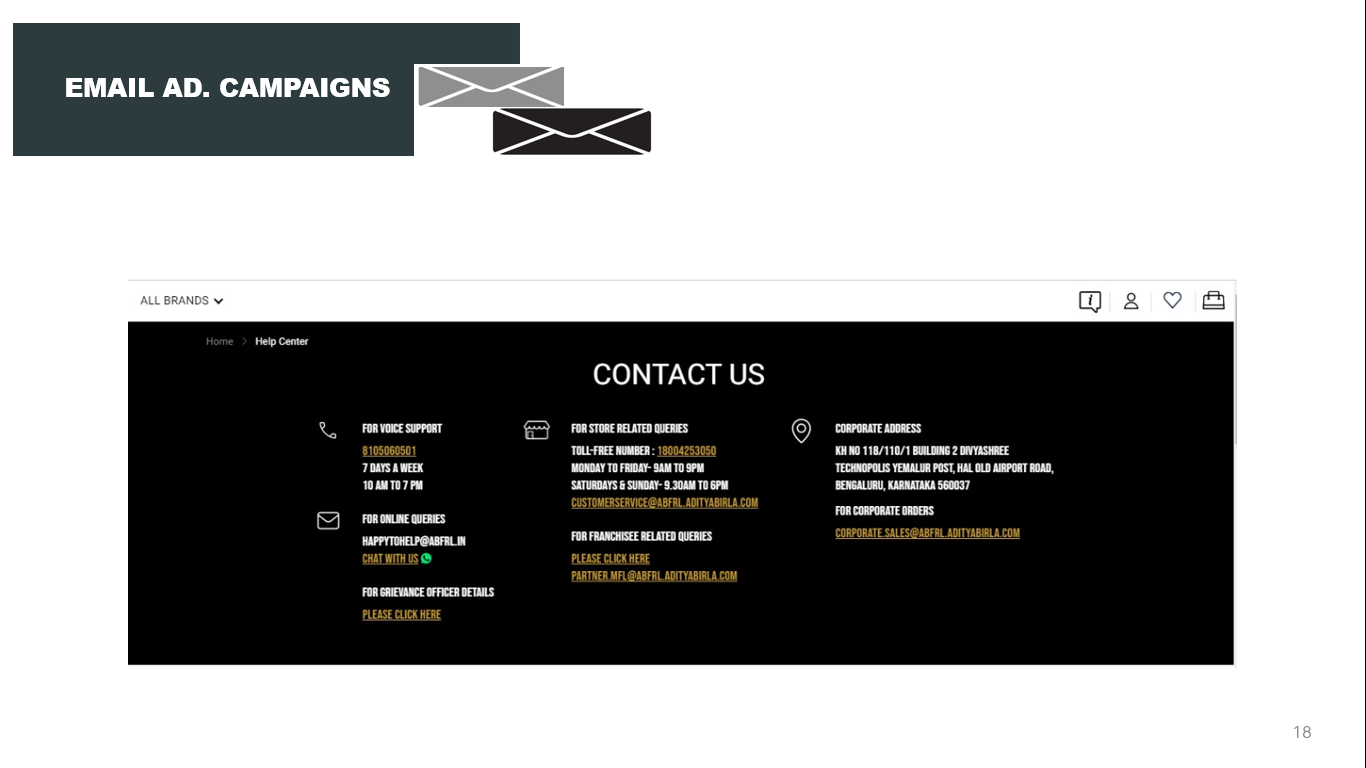 EMAIL AD. CAMPAIGNS
ALL BRANDS
Home > Help Center
CONTACT US
FOR VOICE SUPPORT
8105060501
7 DAYS A WEEK
10 AM TO 7 PM
FOR ONLINE QUERIES
HAPPYTOHELP@ABFRL.IN
CHAT WITH US
FOR GRIEVANCE OFFICER DETAILS
PLEASE CLICK HERE
FOR STORE RELATED QUERIES
TOLL-FREE NUMBER : 18004253050
MONDAY TO FRIDAY- 9AM TO 9PM
SATURDAYS & SUNDAY- 9.30AM TO 6PM
CUSTOMERSERVICE@ABFRL.ADITYABIRLA.COM
FOR FRANCHISEE RELATED QUERIES
PLEASE CLICK HERE
PARTNER.MFL@ABFRL.ADITYABIRLA.COM
CORPORATE ADDRESS
KH NO 118/110/1 BUILDING 2 DIVYASHREE
TECHNOPOLIS YEMALUR POST, HAL OLD AIRPORT ROAD,
BENGALURU, KARNATAKA 560037
FOR CORPORATE ORDERS
CORPORATE.SALES@ABFRL.ADITYABIRLA.COM
18